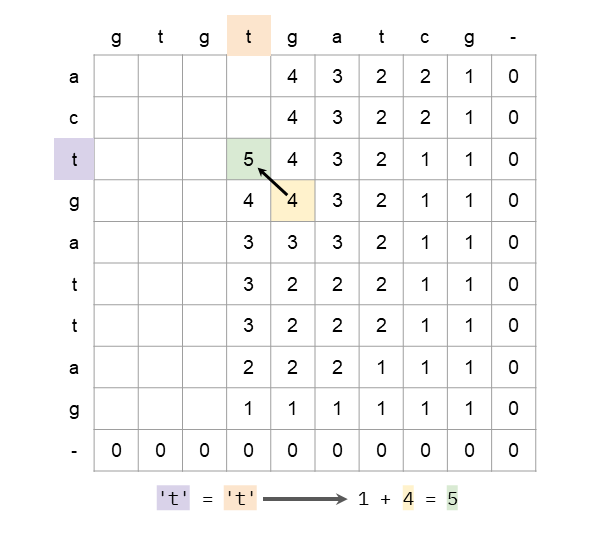 g t g t g a t c g -
a 4 3 2 2 1 0
c 4 3 2 2 1 0
t 5 4 3 2 1 1 0
g 4 4 3 2 1 1 0
a 3 3 3 2 1 1 0
t 3 2 2 2 1 1 0
t 3 2 2 2 1 1 0
a 2 2 2 1 1 1 0
g 1 1 1 1 1 1 0
- 0 0 0 0 0 0 0 0 0 0
't' = 't' 1 + 4 = 5